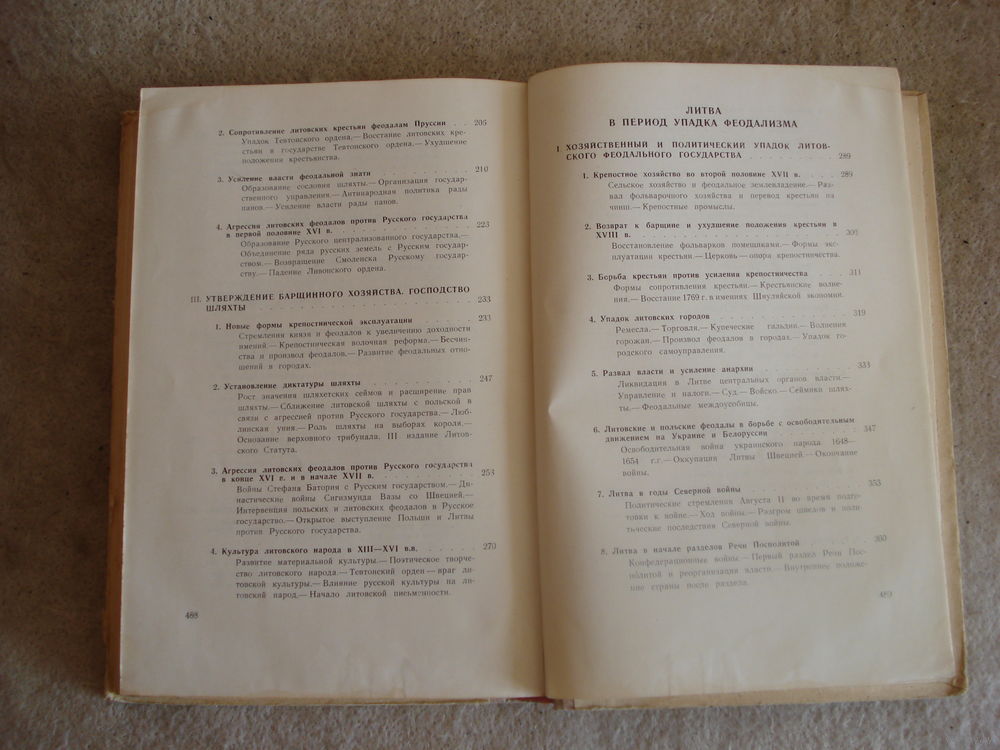 2. Сопротивление литовских крестьян феодалам Пруссии . . 205
Упадок Тевтонского ордена.— Восстание литовских кре-
стьян в государстве Тевтонского ордена.— Ухудшение
положения крестьянства.
3. Усиление власти феодальной знати . . . . . . . . . 210
Образование сословия шляхты.— Организация государ-
ственного управления.— Антинародная политика рады
панов.— Усиление власти рады панов.
4. Агрессия литовских феодалов против Русского государства
в первой половине XVI в. . . . . . . . . . . . . 223
Образование Русского централизованного государства.—
Объединение ряда русских земель с Русским государ-
ством.— Возвращение Смоленска Русскому государ-
ству.— Падение Ливонского ордена.
III. УТВЕРЖДЕНИЕ БАРЩИННОГО ХОЗЯЙСТВА. ГОСПОДСТВО
ШЛЯХТЫ . . . . . . . . . . . . . . . . . . 233
1. Новые формы крепостнической эксплуатации . . . . . 233
Стремления князя и феодалов к увеличению доходности
имений.— Крепостническая волочная реформа.— Бесчин-
ства и произвол феодалов.— Развитие феодальных отно-
шений в городах.
2. Установление диктатуры шляхты . . . . . . . . . . 247
Рост значения шляхетских сеймов и расширение прав
шляхты.— Сближение литовской шляхты с польской в
связи с агрессией против Русского государства.— Люб-
линская уния.— Роль шляхты на выборах короля.—
Основание верховного трибунала. III издание Литов-
ского Статута.
3. Агрессия литовских феодалов против Русского государства
в конце XVI в. и в начале XVII в. . . . . . . . . 253
Войны Стефана Батория с Русским государством.— Ди-
настические войны Сигизмунда Вазы со Швецией.—
Интервенция польских и литовских феодалов в Русское
государство.— Открытое выступление Польши и Литвы
против Русского государства.
4. Культура литовского народа в XIII—XVI в.в. . . . . . 270
Развитие материальной культуры.— Поэтическое творче-
ство литовского народа.— Тевтонский орден — враг ли-
товской культуры.— Влияние русской культуры на ли-
товский народ.— Начало литовской письменности.
488
ЛИТВА
В ПЕРИОД УПАДКА ФЕОДАЛИЗМА
I ХОЗЯЙСТВЕННЫЙ И ПОЛИТИЧЕСКИЙ УПАДОК ЛИТОВ-
СКОГО ФЕОДАЛЬНОГО ГОСУДАРСТВА . . . . . . . . 289
1. Крепостное хозяйство во второй половине XVII в. . . . 289
Сельское хозяйство и феодальное землевладение.— Раз-
вал фольварочного хозяйства и перевод крестьян на
чинш.— Крепостные промыслы.
2. Возврат к барщине и ухудшение положения крестьян в
XVIII в. . . . . . . . . . . . . . . . . . . .
Восстановление фольварков помещиками.— Формы экс-
плуатации крестьян.— Церковь — опора крепостничества.
3. Борьба крестьян против усиления крепостничества . . . 311
Формы сопротивления крестьян.— Крестьянские волне-
ния.— Восстание 1769 г. в имениях Шяуляйской экономии.
4. Упадок литовских городов . . . . . . . . . . . . 319
Ремесла.— Торговля.— Купеческие гильдии.— Волнения
горожан.— Произвол феодалов в городах.— Упадок го-
родского самоуправления.
5. Развал власти и усиление анархии . . . . . . . . . 333
Ликвидация в Литве центральных органов власти.—
Управление и налоги.— Суд.— Войско.— Сеймики шлях-
ты.— Феодальные междоусобицы.
6. Литовские и польские феодалы в борьбе с освободительным
движением на Украине и Белоруссии . . . . . . . . 347
Освободительная война украинского народа 1648—
1654 г.г.— Оккупация Литвы Швецией.— Окончание
войны.
7. Литва в годы Северной войны . . . . . . . . . . . 353
Политические стремления Августа II во время подго-
товки к войне.— Ход войны.— Разгром шведов и поли-
тические последствия Северной войны.
8. Литва в начале разделов Речи Посполитой . . . . . . 360
Конфедерационные войны.— Первый раздел Речи Пос-
политой и реорганизация власти.— Внутреннее положе-
ние страны после раздела.
489